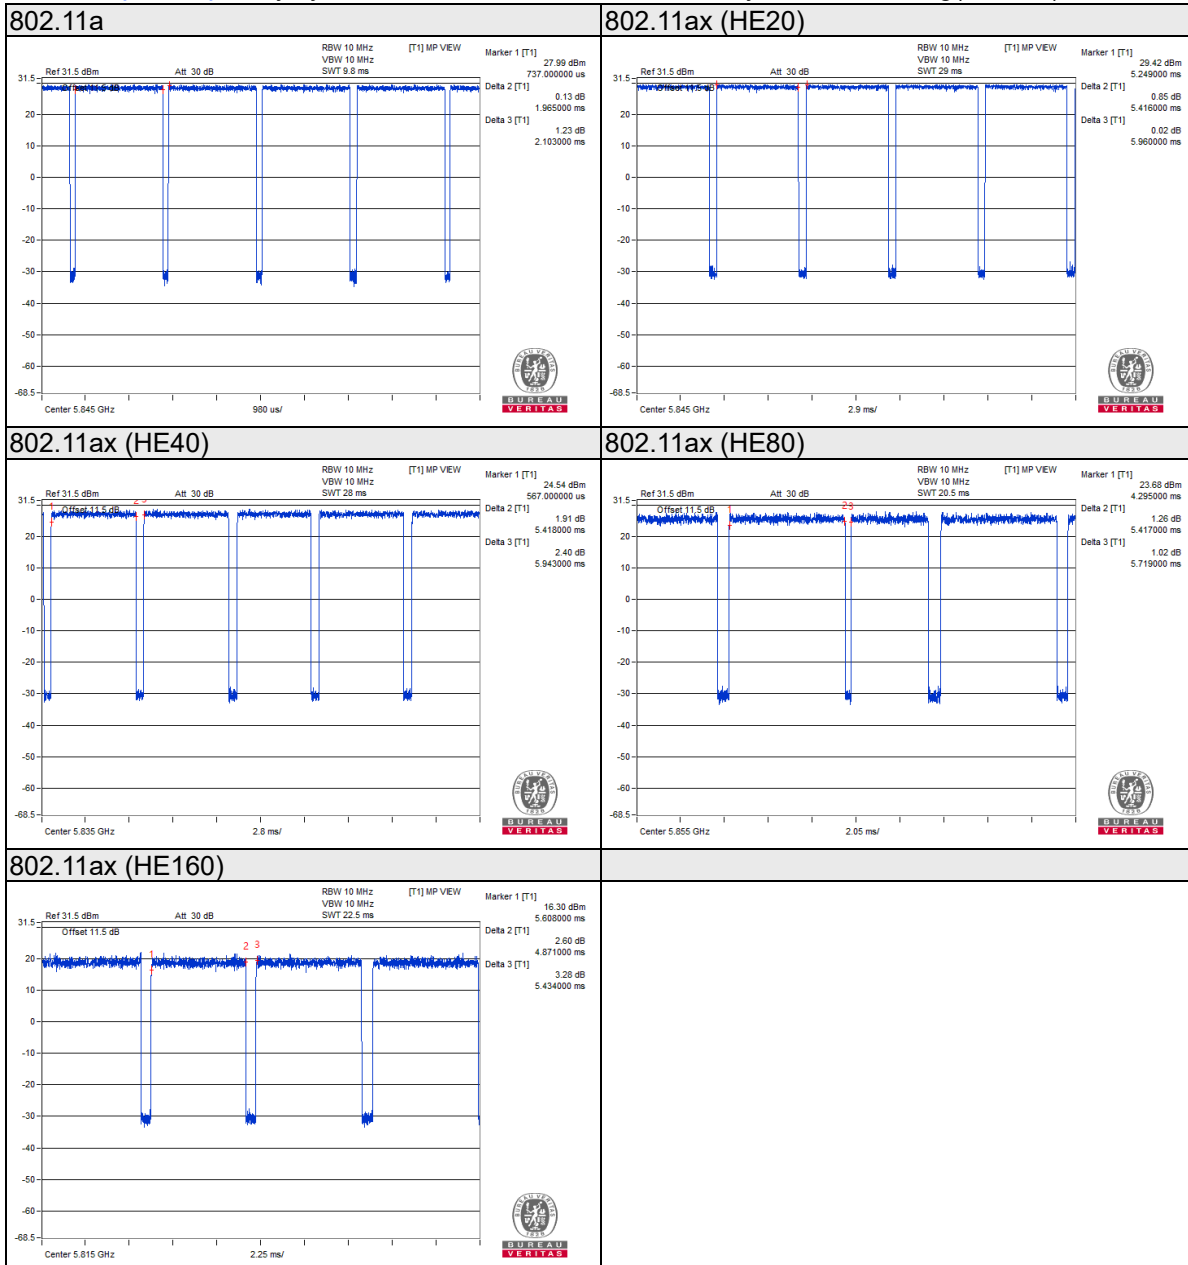 802.11a
RBW 10 MHz [T1] MP VIEW
VBW 10 MHz
Ref 31.5 dBm Att 30 dB SWT 9.8 ms
Marker 1 [T1]
27.99 dBm
737.000000 us
Delta 2 [T1]
0.13 dB
1.965000 ms
Delta 3 [T1]
1.23 dB
2.103000 ms
31.5
Offset 11.5 dB
20
10
0
-10
-20
-30
-40
-50
-60
-68.5
Center 5.845 GHz 980 us/
BUREAU
VERITAS
802.11ax (HE20)
RBW 10 MHz [T1] MP VIEW
VBW 10 MHz
Ref 31.5 dBm Att 30 dB SWT 29 ms
Marker 1 [T1]
29.42 dBm
5.249000 ms
Delta 2 [T1]
0.85 dB
5.416000 ms
Delta 3 [T1]
0.02 dB
5.960000 ms
31.5
Offset 11.5 dB
20
10
0
-10
-20
-30
-40
-50
-60
-68.5
Center 5.845 GHz 2.9 ms/
BUREAU
VERITAS
802.11ax (HE40)
RBW 10 MHz [T1] MP VIEW
VBW 10 MHz
Ref 31.5 dBm Att 30 dB SWT 28 ms
Marker 1 [T1]
24.54 dBm
567.000000 us
Delta 2 [T1]
1.91 dB
5.418000 ms
Delta 3 [T1]
2.40 dB
5.943000 ms
31.5
1 Offset 11.5 dB 2 3
20
10
0
-10
-20
-30
-40
-50
-60
-68.5
Center 5.835 GHz 2.8 ms/
BUREAU
VERITAS
802.11ax (HE80)
RBW 10 MHz [T1] MP VIEW
VBW 10 MHz
Ref 31.5 dBm Att 30 dB SWT 20.5 ms
Marker 1 [T1]
23.68 dBm
4.295000 ms
Delta 2 [T1]
1.26 dB
5.417000 ms
Delta 3 [T1]
1.02 dB
5.719000 ms
31.5
Offset 11.5 dB 1 23
20
10
0
-10
-20
-30
-40
-50
-60
-68.5
Center 5.855 GHz 2.05 ms/
BUREAU
VERITAS
802.11ax (HE160)
RBW 10 MHz [T1] MP VIEW
VBW 10 MHz
Ref 31.5 dBm Att 30 dB SWT 22.5 ms
Marker 1 [T1]
16.30 dBm
5.608000 ms
Delta 2 [T1]
2.60 dB
4.871000 ms
Delta 3 [T1]
3.28 dB
5.434000 ms
31.5
Offset 11.5 dB
1 2 3
20
10
0
-10
-20
-30
-40
-50
-60
-68.5
Center 5.815 GHz 2.25 ms/
BUREAU
VERITAS